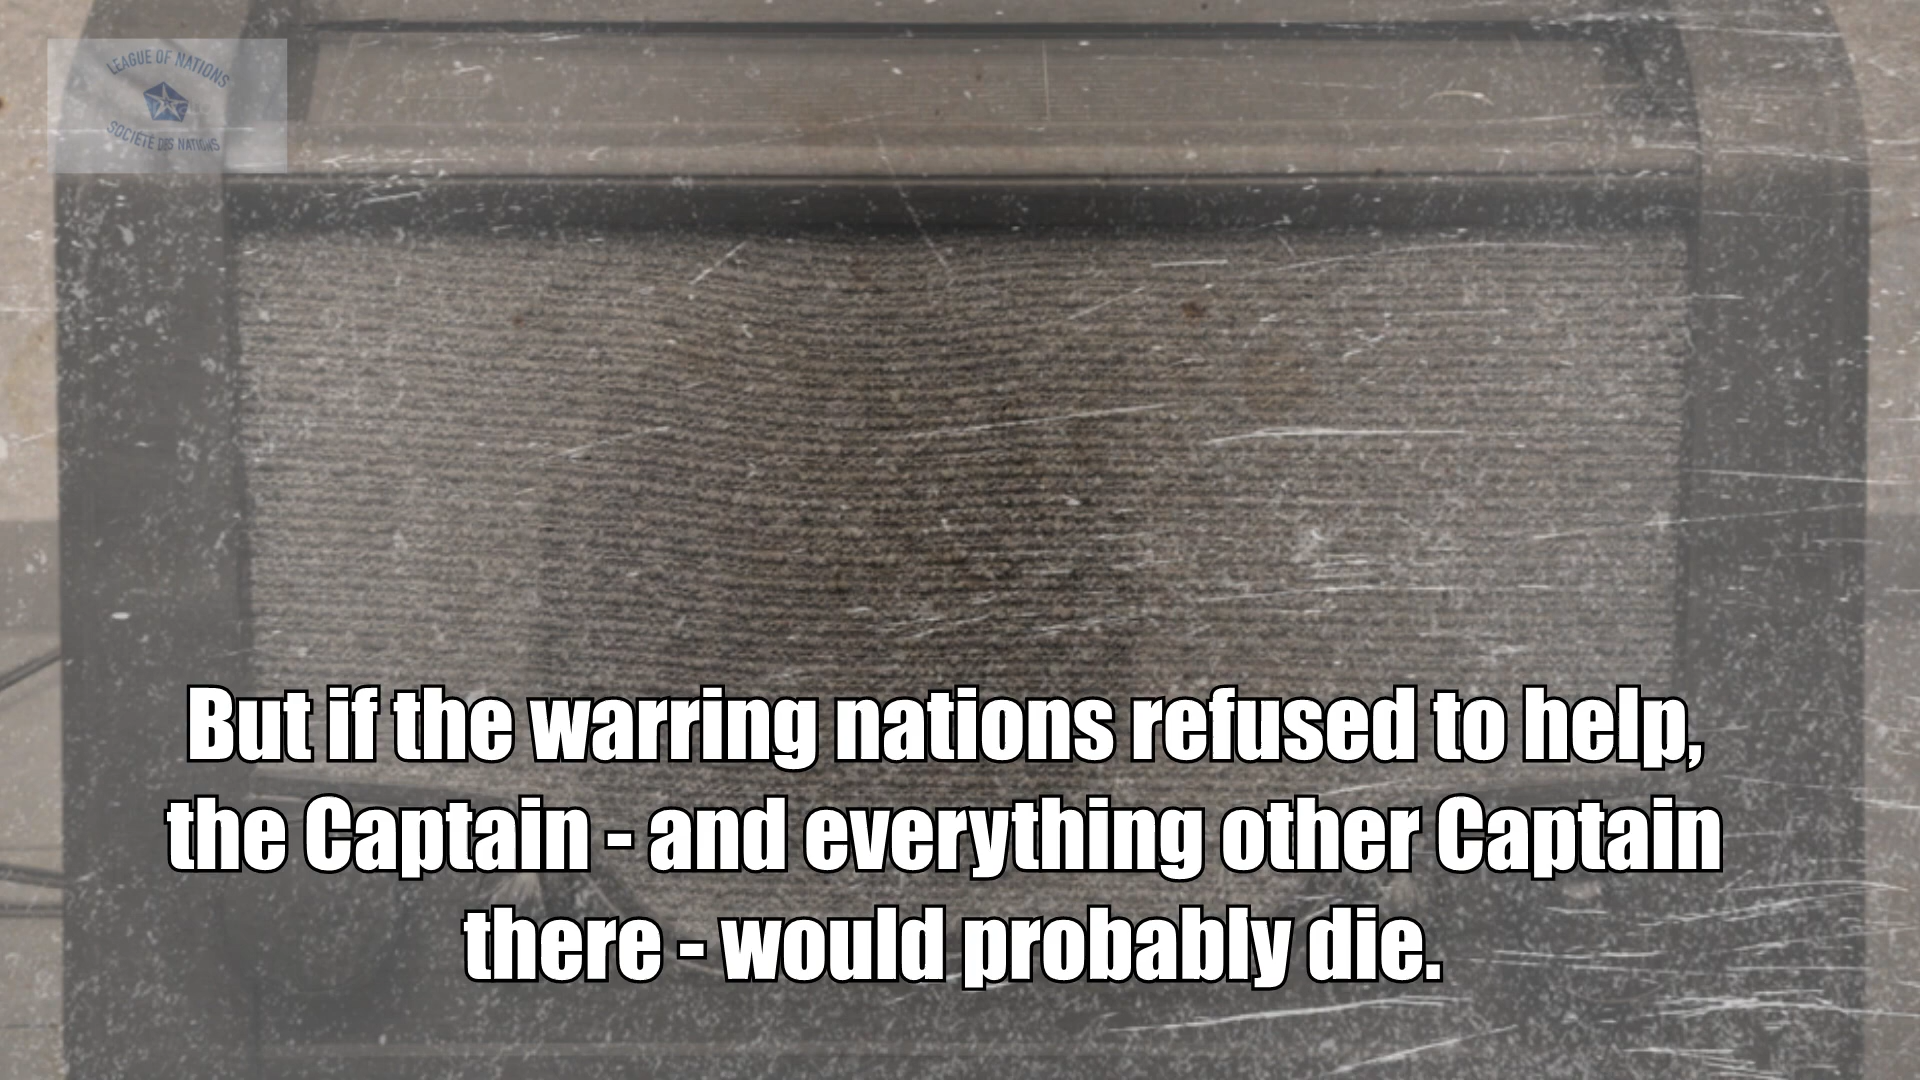 LEAGUE OF NATIONS
SOCIÉTÉ DES NATIONS
But if the warring nations refused to help,
the Captain - and everything other Captain
there - would probably die.